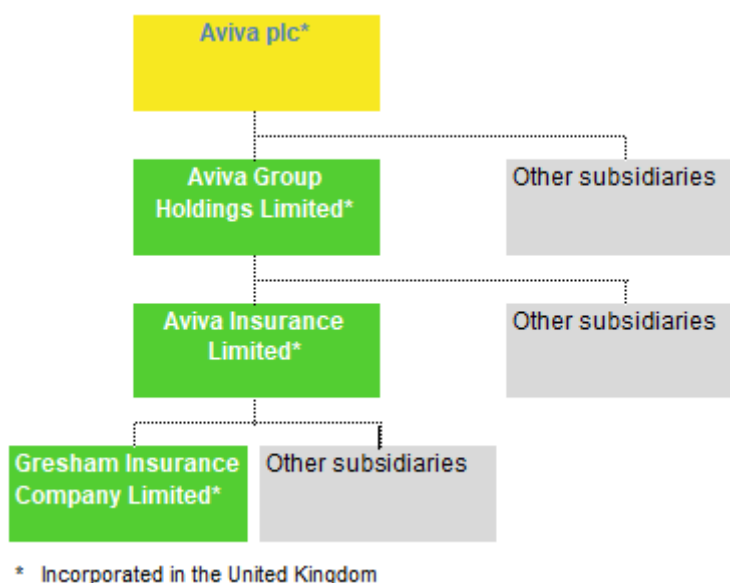 Aviva plc*
Aviva Group
Holdings Limited*
Other subsidiaries
Aviva Insurance
Limited*
Other subsidiaries
Gresham Insurance
Company Limited*
Other subsidiaries
* Incorporated in the United Kingdom